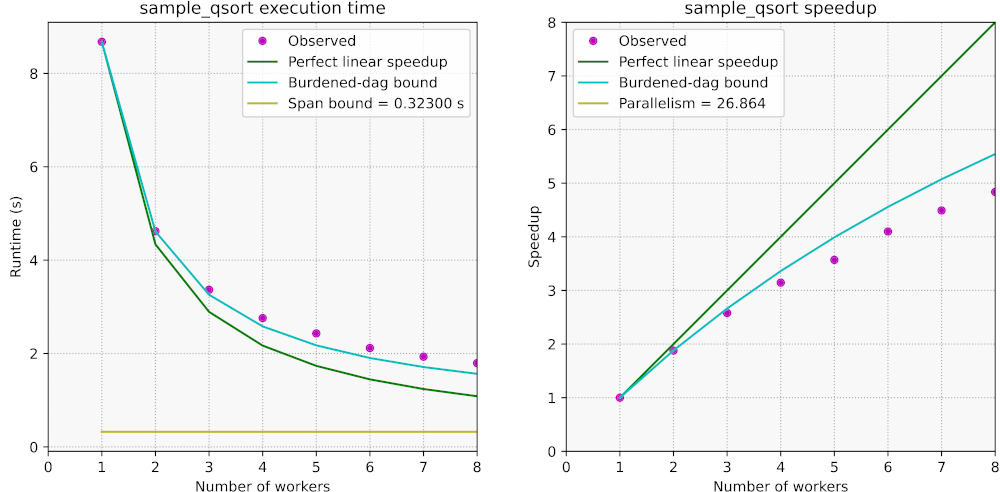 sample_qsort execution time
Observed
Perfect linear speedup
Burdened-dag bound
Span bound = 0.32300 s
8
6
4
2
0
Runtime (s)
0 1 2 3 4 5 6 7 8
Number of workers
sample_qsort speedup
Observed
Perfect linear speedup
Burdened-dag bound
Parallelism = 26.864
8
7
6
5
4
3
2
1
0
Speedup
0 1 2 3 4 5 6 7 8
Number of workers